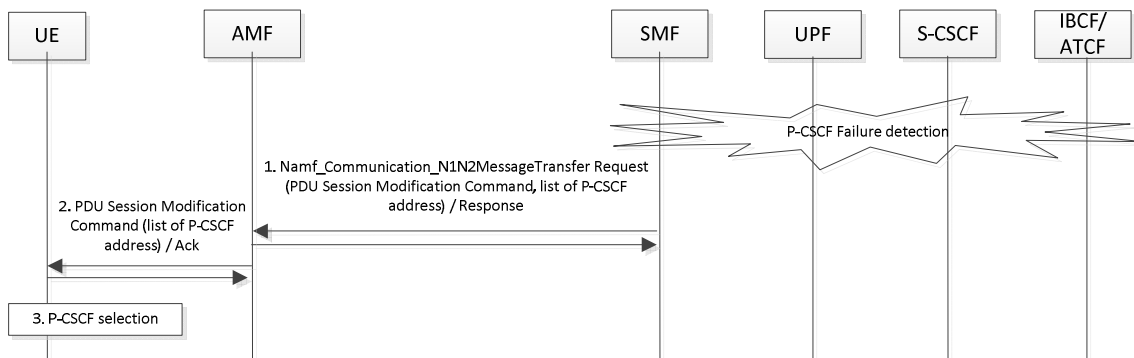 UE
AMF
SMF
UPF
S-CSCF
IBCF/
ATCF
P-CSCF Failure detection
1. Namf_Communication_N1N2MessageTransfer Request
(PDU Session Modification Command, list of P-CSCF
address) / Response
2. PDU Session Modification
Command (list of P-CSCF
address) / Ack
3. P-CSCF selection